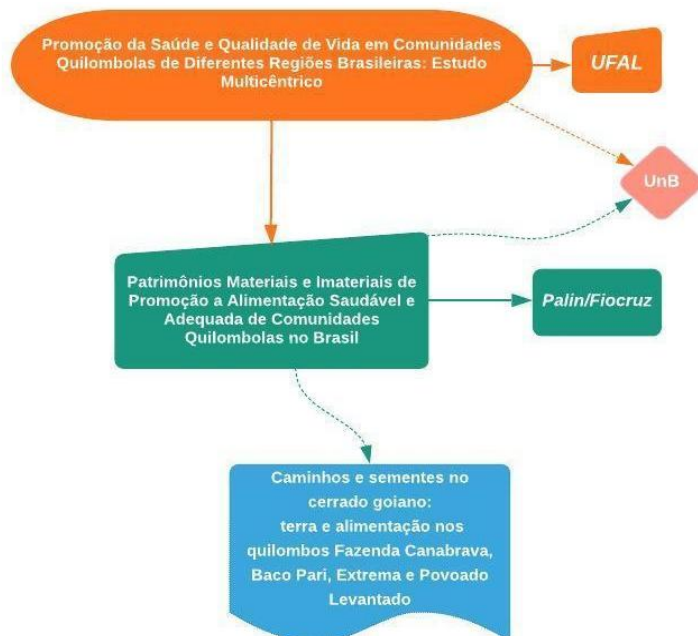 Promoção da Saúde e Qualidade de Vida em Comunidades
Quilombolas de Diferentes Regiões Brasileiras: Estudo
Multicêntrico
UFAL
UnB
Patrimônios Materiais e Imateriais de
Promoção a Alimentação Saudável e
Adequada de Comunidades
Quilombolas no Brasil
Palin/Fiocruz
Caminhos e sementes no
cerrado goiano:
terra e alimentação nos
quilombos Fazenda Canabrava,
Baco Pari, Extrema e Povoado
Levantado